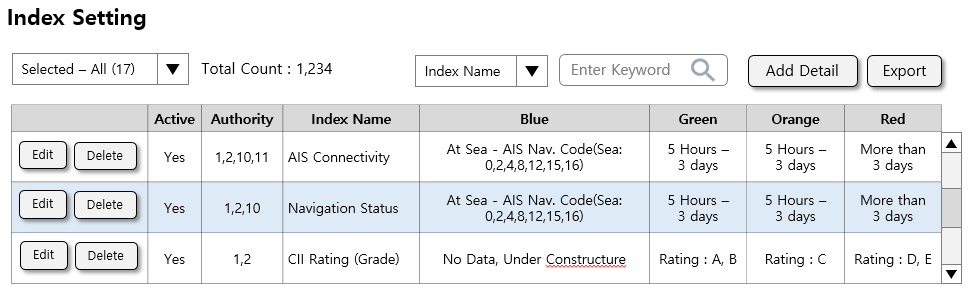 Index Setting
Selected – All (17) Total Count : 1,234 Index Name Enter Keyword Add Detail Export
Active Authority Index Name Blue Green Orange Red
Edit Delete Yes 1,2,10,11 AIS Connectivity At Sea - AIS Nav. Code(Sea: 0,2,4,8,12,15,16) 5 Hours – 3 days 5 Hours – 3 days More than 3 days
Edit Delete Yes 1,2,10 Navigation Status At Sea - AIS Nav. Code(Sea: 0,2,4,8,12,15,16) 5 Hours – 3 days 5 Hours – 3 days More than 3 days
Edit Delete Yes 1,2 CII Rating (Grade) No Data, Under Constructure Rating : A, B Rating : C Rating : D, E